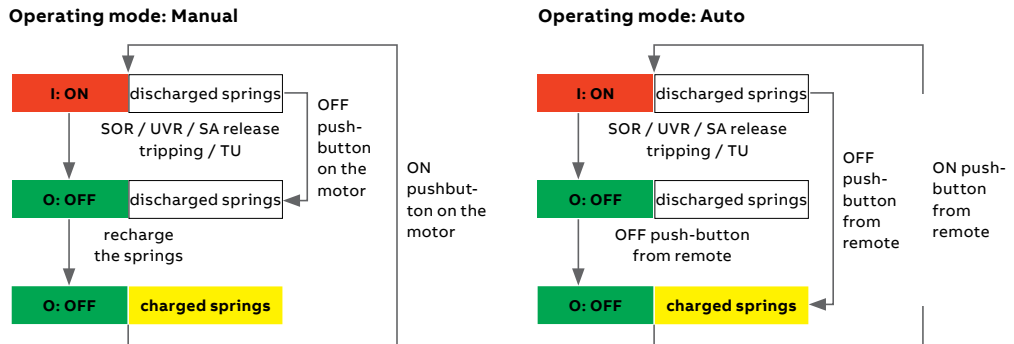 Operating mode: Manual
I: ON
discharged springs
SOR / UVR / SA release
tripping / TU
OFF
push-
button
on the
motor
O: OFF
discharged springs
recharge
the springs
O: OFF
charged springs
ON
pushbut-
ton on the
motor
Operating mode: Auto
I: ON
discharged springs
SOR / UVR / SA release
tripping / TU
OFF
push-
button
from
remote
O: OFF
discharged springs
OFF push-button
from remote
O: OFF
charged springs
ON push-
button
from
remote